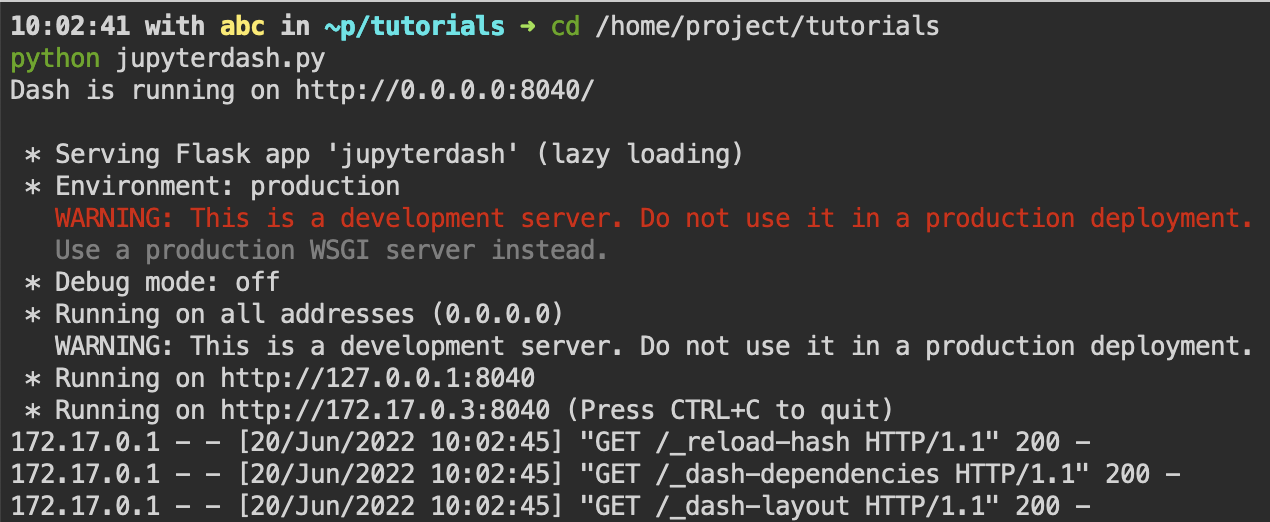 10:02:41 with abc in ~p/tutorials ➜ cd /home/project/tutorials
python jupyterdash.py
Dash is running on http://0.0.0.0:8040/
* Serving Flask app 'jupyterdash' (lazy loading)
* Environment: production
WARNING: This is a development server. Do not use it in a production deployment.
Use a production WSGI server instead.
* Debug mode: off
* Running on all addresses (0.0.0.0)
WARNING: This is a development server. Do not use it in a production deployment.
* Running on http://127.0.0.1:8040
* Running on http://172.17.0.3:8040 (Press CTRL+C to quit)
172.17.0.1 - - [20/Jun/2022 10:02:45] "GET /_reload-hash HTTP/1.1" 200 -
172.17.0.1 - - [20/Jun/2022 10:02:45] "GET /_dash-dependencies HTTP/1.1" 200 -
172.17.0.1 - - [20/Jun/2022 10:02:45] "GET /_dash-layout HTTP/1.1" 200 -